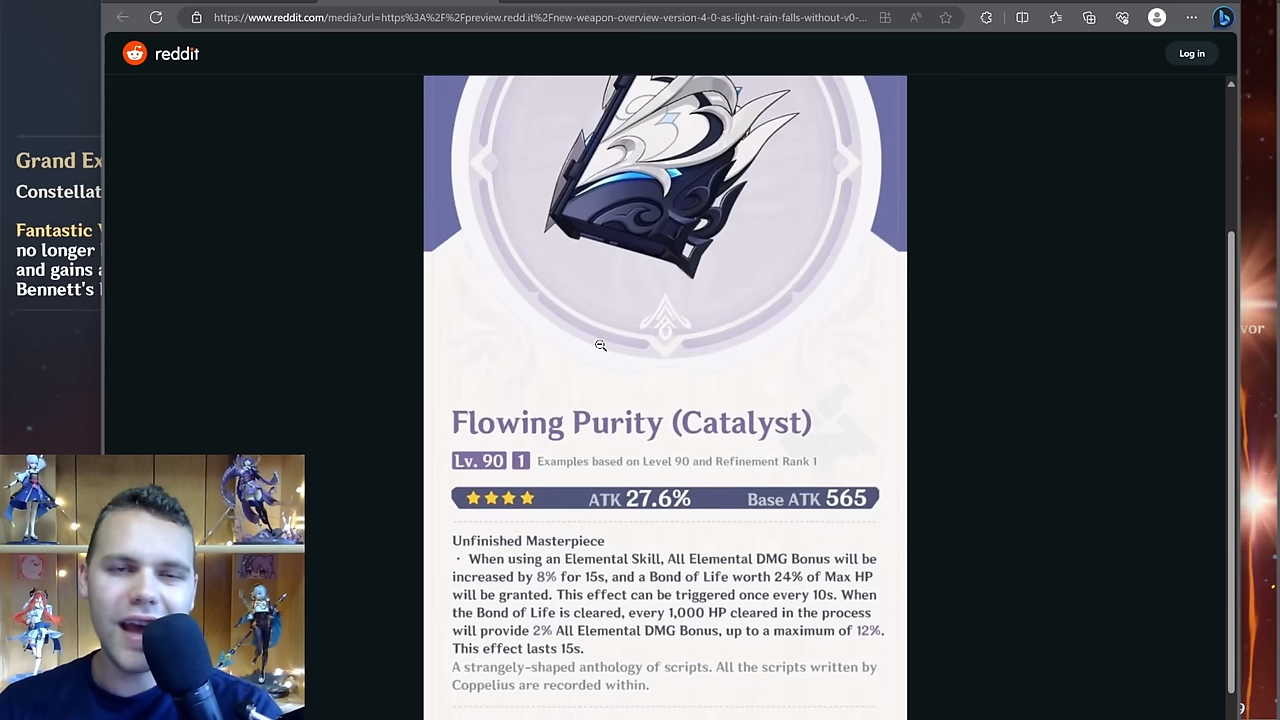 https://www.reddit.com/media?url=https%3A%2F%2Fpreview.redd.it%2Fnew-weapon-overview-version-4-0-as-light-rain-falls-without-v0-...
reddit
Log in
Grand Ex
Constellat
Fantastic V
no longer
and gains a
Bennett's
vor
Flowing Purity (Catalyst)
Lv. 90 1 Examples based on Level 90 and Refinement Rank 1
ATK 27.6% Base ATK 565
Unfinished Masterpiece
· When using an Elemental Skill, All Elemental DMG Bonus will be
increased by 8% for 15s, and a Bond of Life worth 24% of Max HP
will be granted. This effect can be triggered once every 10s. When
the Bond of Life is cleared, every 1,000 HP cleared in the process
will provide 2% All Elemental DMG Bonus, up to a maximum of 12%.
This effect lasts 15s.
A strangely-shaped anthology of scripts. All the scripts written by
Coppelius are recorded within.